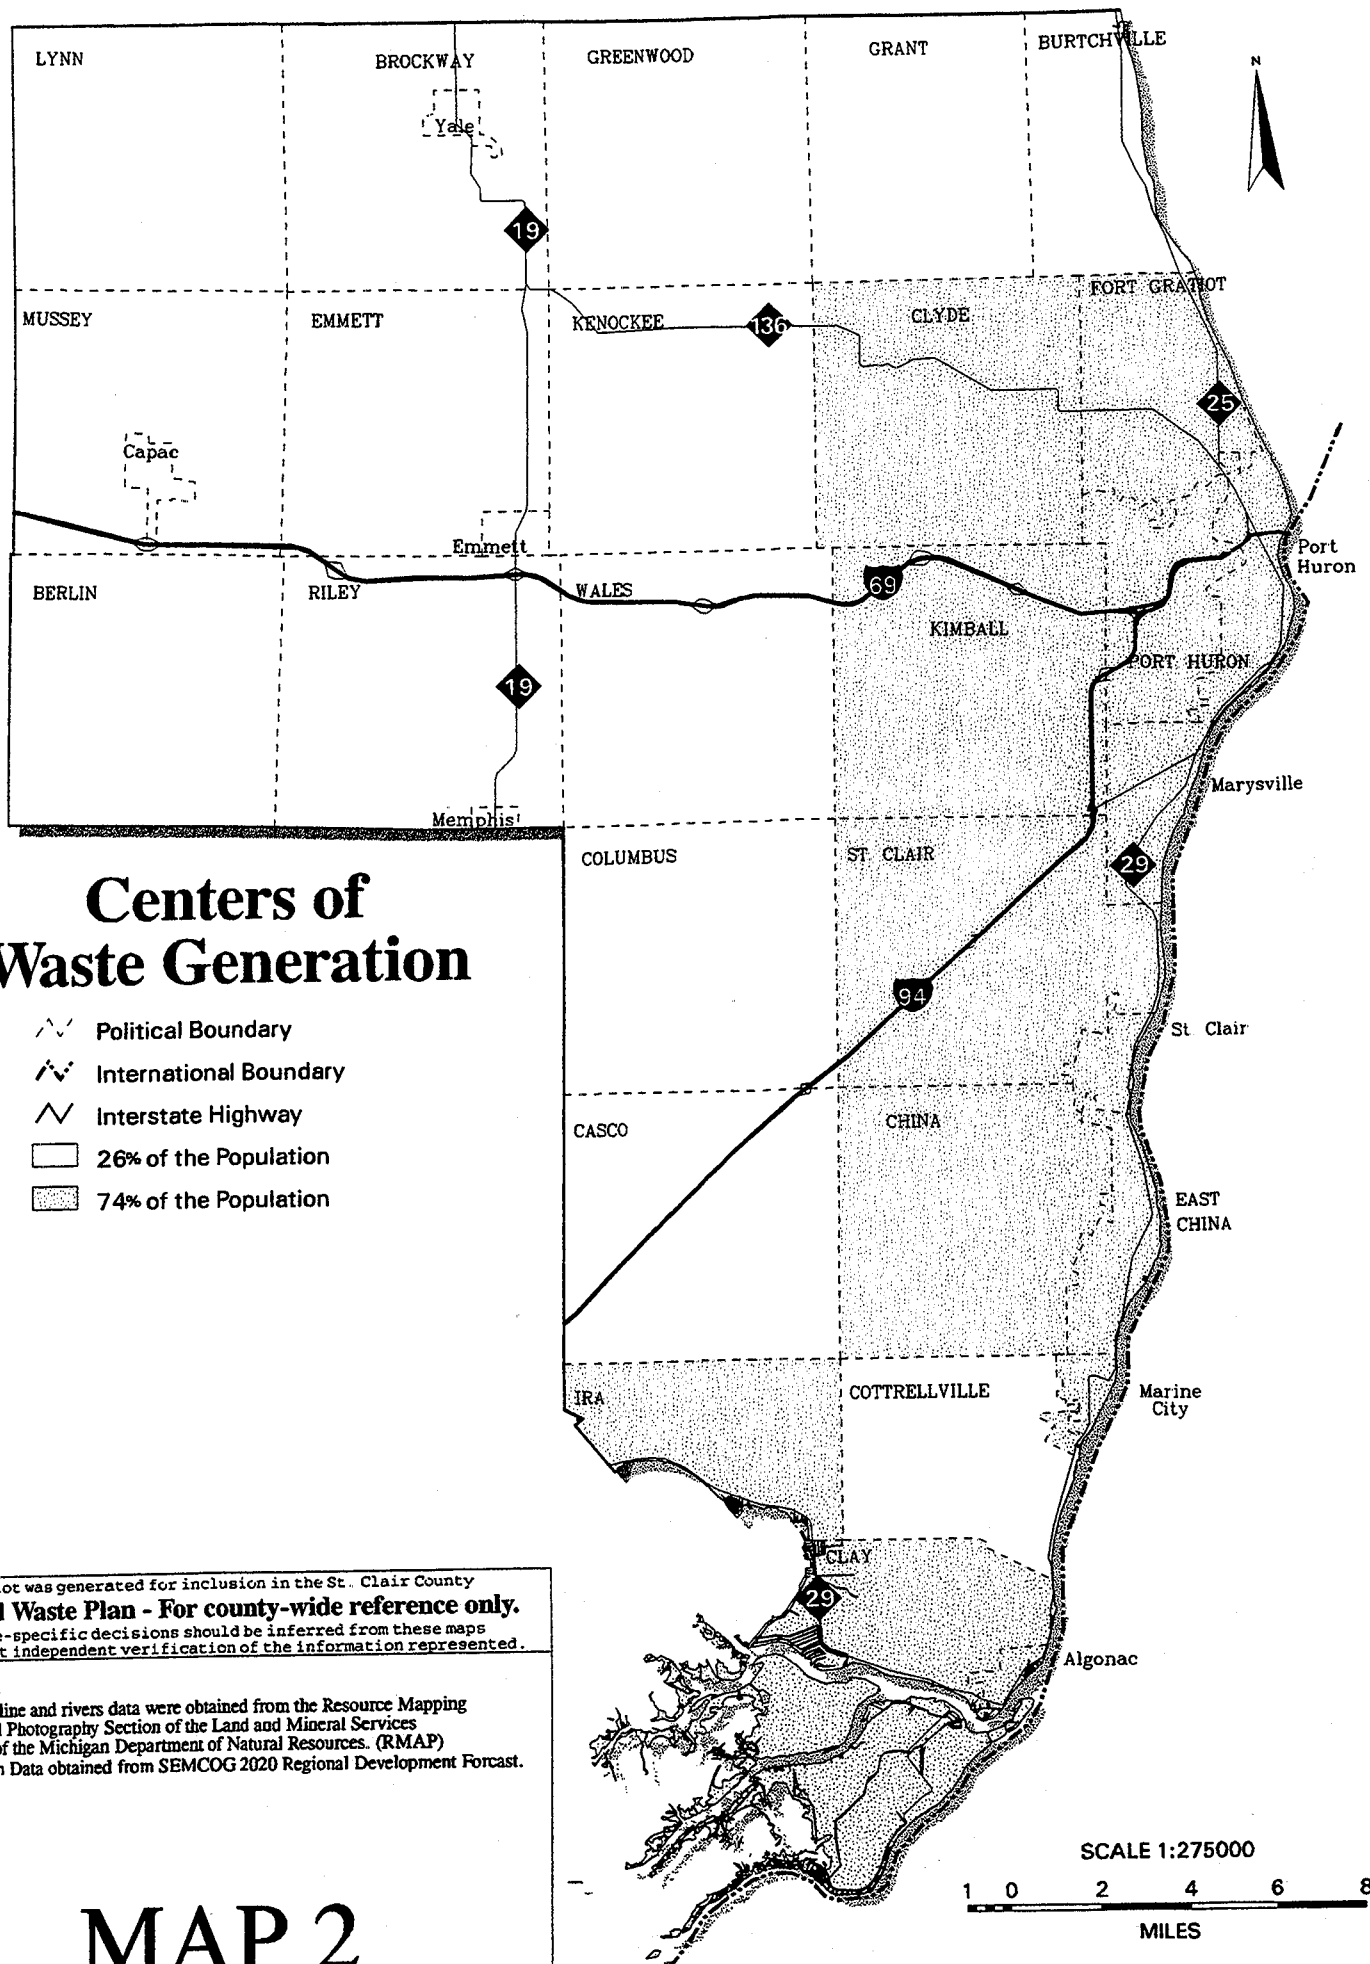 LYNN
BROCKWAY
GREENWOOD
GRANT
BURTCHVILLE
N
Yale
19
MUSSEY
EMMETT
KENOCKEE
136
CLYDE
FORT GRATIOT
25
Capac
Emmett
Port
Huron
BERLIN
RILEY
WALES
69
KIMBALL
PORT HURON
19
Marysville
Memphis
COLUMBUS
ST. CLAIR
29
Centers of
Waste Generation
94
St. Clair
Political Boundary
International Boundary
Interstate Highway
26% of the Population
74% of the Population
CASCO
CHINA
EAST
CHINA
IRA
COTTRELLVILLE
Marine
City
CLAY
29
Algonac
ot was generated for inclusion in the St. Clair County
l Waste Plan - For county-wide reference only.
e-specific decisions should be inferred from these maps
t independent verification of the information represented.
line and rivers data were obtained from the Resource Mapping
l Photography Section of the Land and Mineral Services
of the Michigan Department of Natural Resources. (RMAP)
n Data obtained from SEMCOG 2020 Regional Development Forcast.
MAP 2
SCALE 1:275000
1 0 2 4 6 8
MILES